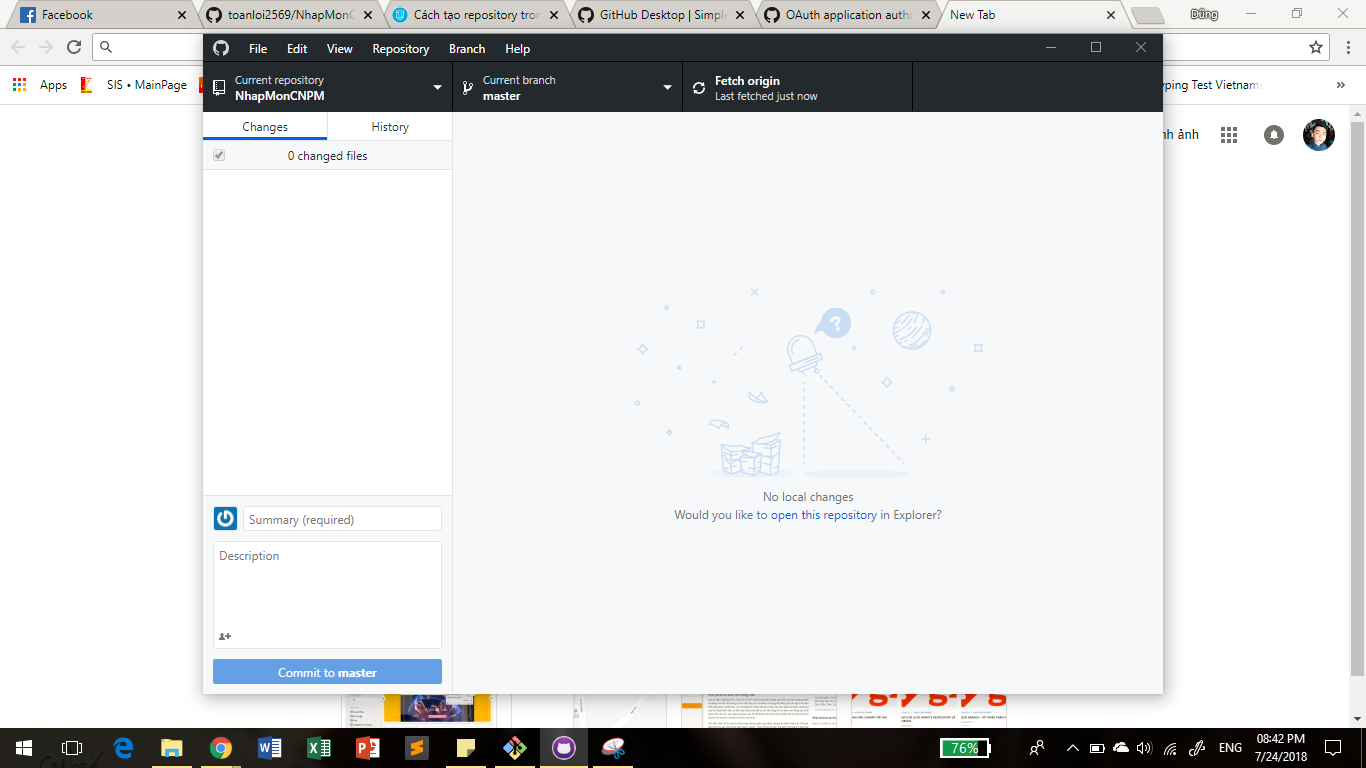 Facebook
toanloi2569/NhapMonC
Cách tạo repository tron
GitHub Desktop | Simple
OAuth application autho
New Tab
Dũng
Apps
SIS • MainPage
yping Test Vietnam
File Edit View Repository Branch Help
Current repository
NhapMonCNPM
Current branch
master
Fetch origin
Last fetched just now
Changes
History
nh ảnh
0 changed files
No local changes
Would you like to open this repository in Explorer?
Summary (required)
Description
Commit to master
76%
ENG
08:42 PM
7/24/2018